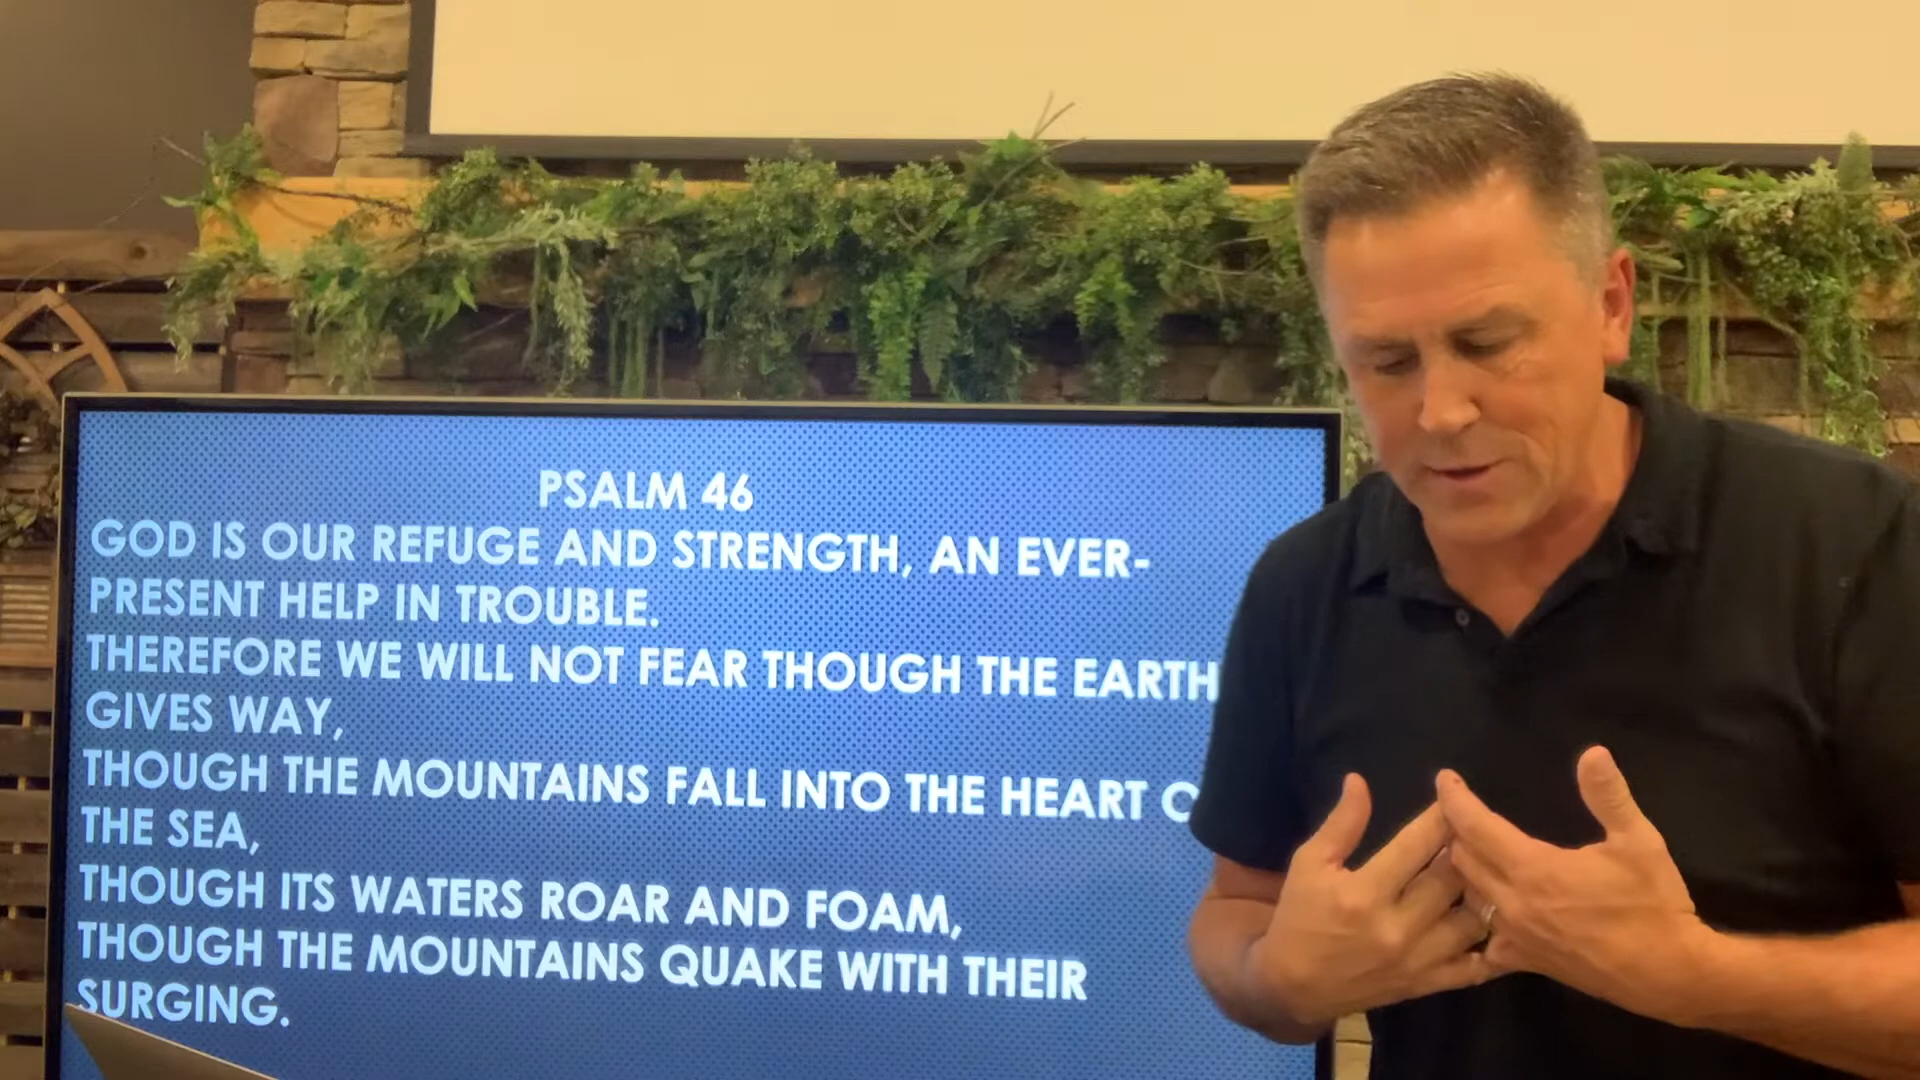 PSALM 46
GOD IS OUR REFUGE AND STRENGTH, AN EVER-
PRESENT HELP IN TROUBLE.
THEREFORE WE WILL NOT FEAR THOUGH THE EARTH
GIVES WAY,
THOUGH THE MOUNTAINS FALL INTO THE HEART
THE SEA,
THOUGH ITS WATERS ROAR AND FOAM,
THOUGH THE MOUNTAINS QUAKE WITH THEIR
SURGING.